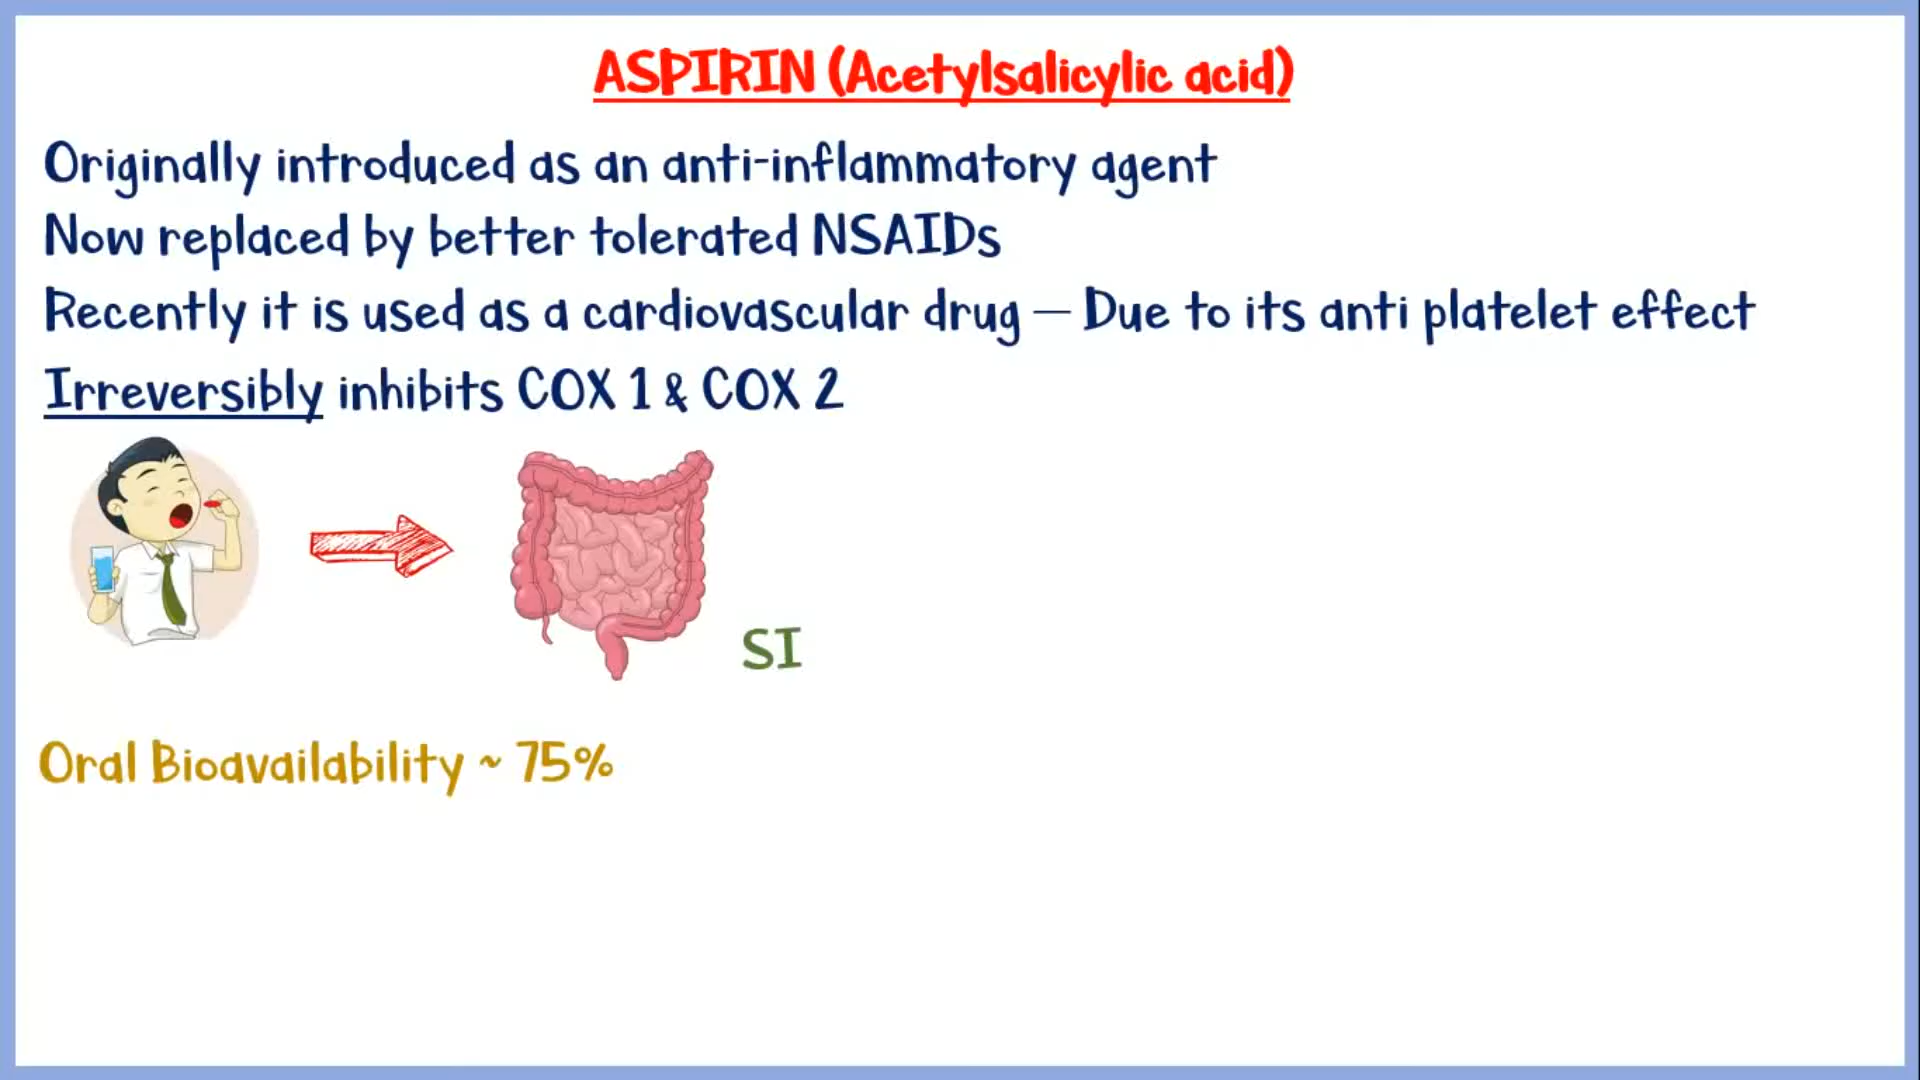 ASPIRIN (Acetylsalicylic acid)
Originally introduced as an anti-inflammatory agent
Now replaced by better tolerated NSAIDs
Recently it is used as a cardiovascular drug — Due to its anti platelet effect
Irreversibly inhibits COX 1 & COX 2
SI
Oral Bioavailability ~ 75%